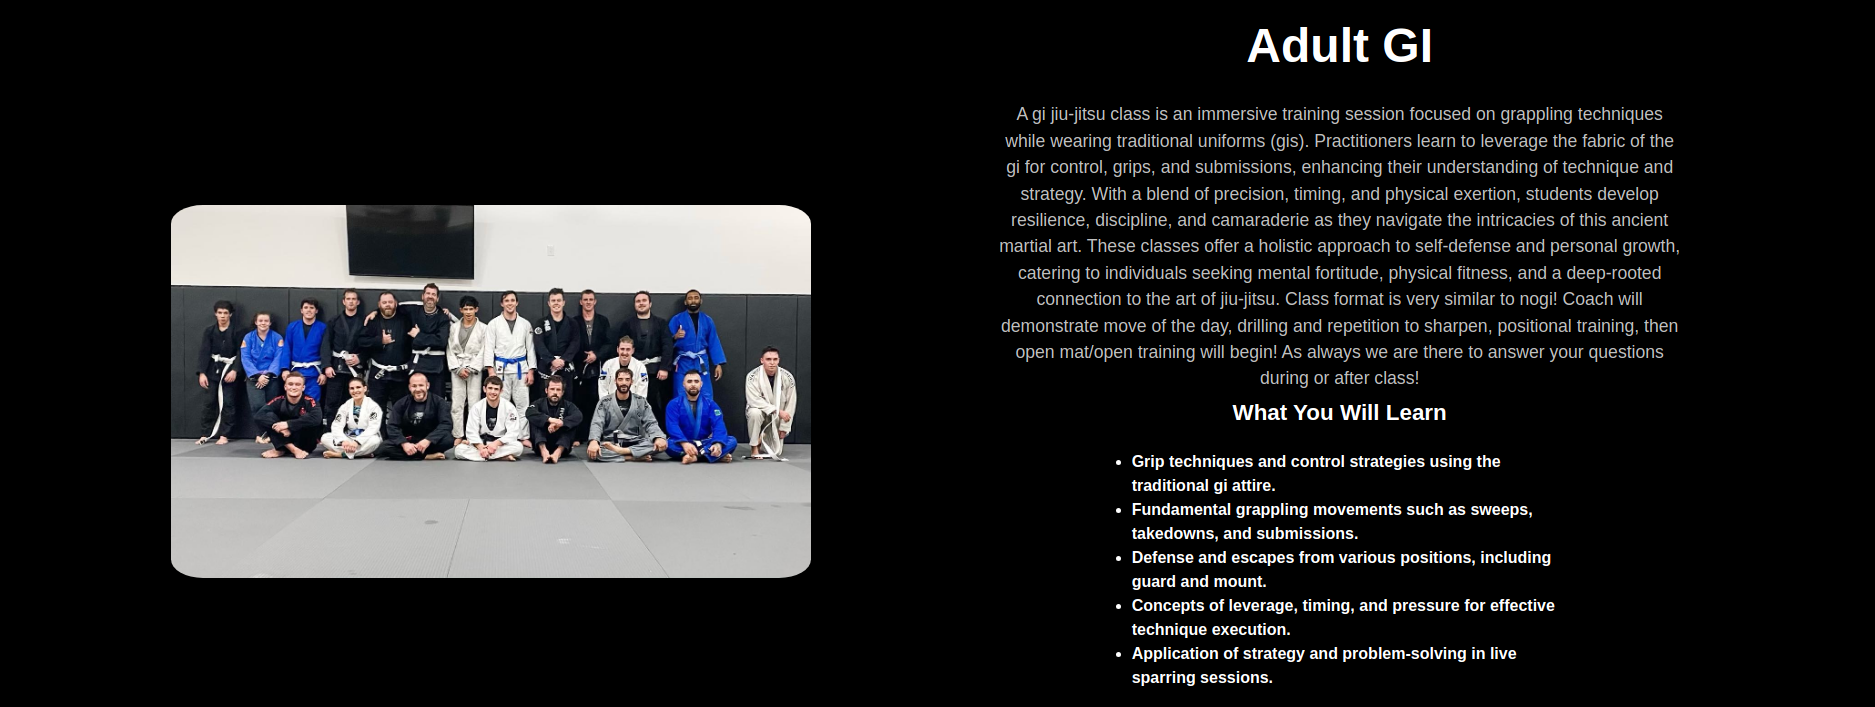 Adult GI
A gi jiu-jitsu class is an immersive training session focused on grappling techniques
while wearing traditional uniforms (gis). Practitioners learn to leverage the fabric of the
gi for control, grips, and submissions, enhancing their understanding of technique and
strategy. With a blend of precision, timing, and physical exertion, students develop
resilience, discipline, and camaraderie as they navigate the intricacies of this ancient
martial art. These classes offer a holistic approach to self-defense and personal growth,
catering to individuals seeking mental fortitude, physical fitness, and a deep-rooted
connection to the art of jiu-jitsu. Class format is very similar to nogi! Coach will
demonstrate move of the day, drilling and repetition to sharpen, positional training, then
open mat/open training will begin! As always we are there to answer your questions
during or after class!
What You Will Learn
• Grip techniques and control strategies using the
traditional gi attire.
• Fundamental grappling movements such as sweeps,
takedowns, and submissions.
• Defense and escapes from various positions, including
guard and mount.
• Concepts of leverage, timing, and pressure for effective
technique execution.
• Application of strategy and problem-solving in live
sparring sessions.